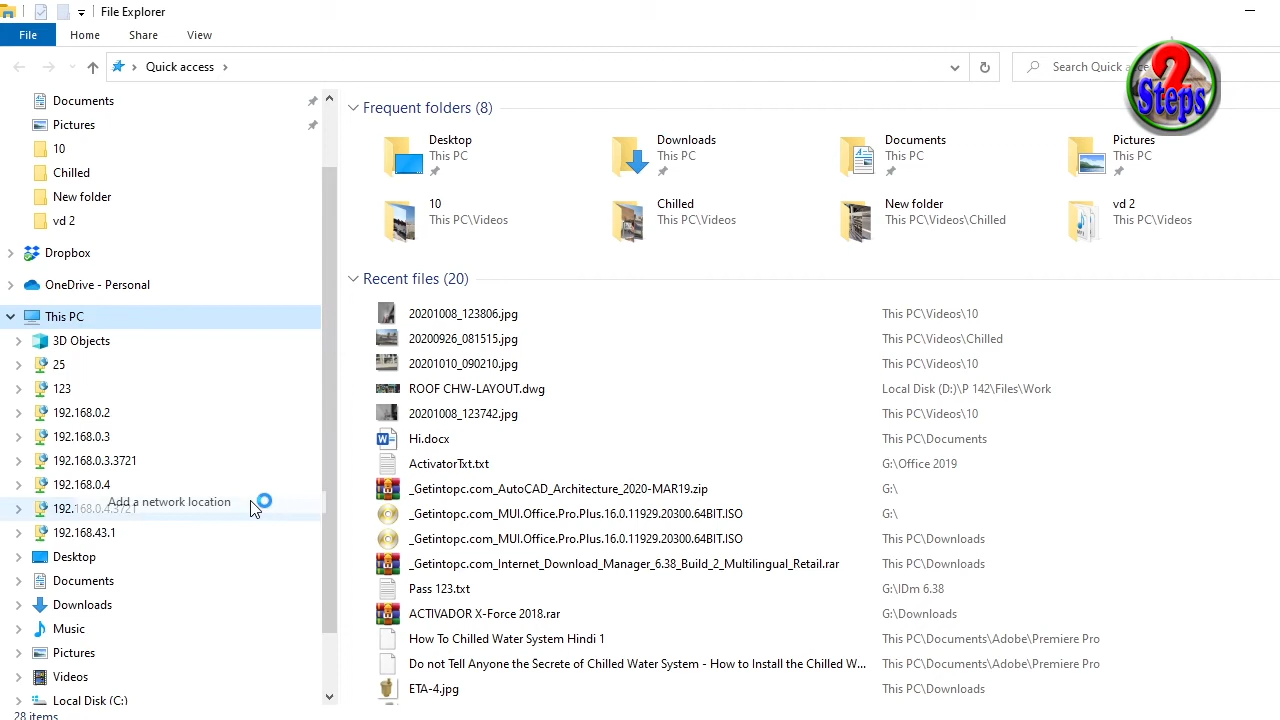 File Explorer
File Home Share View
Quick access Search Quick
2 Steps
Documents
Pictures
10
Chilled
New folder
vd 2
Dropbox
OneDrive - Personal
This PC
3D Objects
25
123
192.168.0.2
192.168.0.3
192.168.0.3.3721
192.168.0.4
Add a network location
192.168.0.4.3721
192.168.43.1
Desktop
Documents
Downloads
Music
Pictures
Videos
Local Disk (C:)
28 items
Frequent folders (8)
Desktop
This PC
Downloads
This PC
Documents
This PC
Pictures
This PC
10
This PC\Videos
Chilled
This PC\Videos
New folder
This PC\Videos\Chilled
vd 2
This PC\Videos
Recent files (20)
20201008_123806.jpg This PC\Videos\10
20200926_081515.jpg This PC\Videos\Chilled
20201010_090210.jpg This PC\Videos\10
ROOF CHW-LAYOUT.dwg Local Disk (D:)\P 142\Files\Work
20201008_123742.jpg This PC\Videos\10
Hi.docx This PC\Documents
ActivatorTxt.txt G:\Office 2019
_Getintopc.com_AutoCAD_Architecture_2020-MAR19.zip G:\
_Getintopc.com_MUI.Office.Pro.Plus.16.0.11929.20300.64BIT.ISO G:\
_Getintopc.com_MUI.Office.Pro.Plus.16.0.11929.20300.64BIT.ISO This PC\Downloads
_Getintopc.com_Internet_Download_Manager_6.38_Build_2_Multilingual_Retail.rar This PC\Downloads
Pass 123.txt G:\IDm 6.38
ACTIVADOR X-Force 2018.rar G:\Downloads
How To Chilled Water System Hindi 1 This PC\Documents\Adobe\Premiere Pro
Do not Tell Anyone the Secrete of Chilled Water System - How to Install the Chilled W... This PC\Documents\Adobe\Premiere Pro
ETA-4.jpg This PC\Downloads